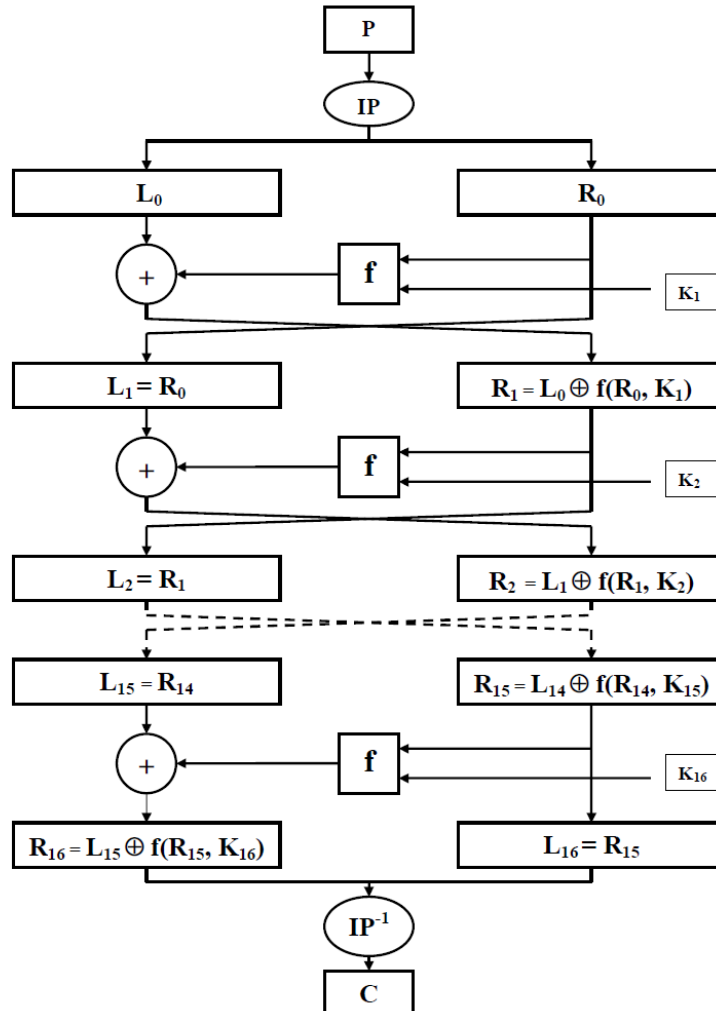 P
IP
L₀ R₀
+ f K₁
L₁ = R₀ R₁ = L₀ ⊕ f(R₀, K₁)
+ f K₂
L₂ = R₁ R₂ = L₁ ⊕ f(R₁, K₂)
L₁₅ = R₁₄ R₁₅ = L₁₄ ⊕ f(R₁₄, K₁₅)
+ f K₁₆
R₁₆ = L₁₅ ⊕ f(R₁₅, K₁₆) L₁₆ = R₁₅
IP⁻¹
C